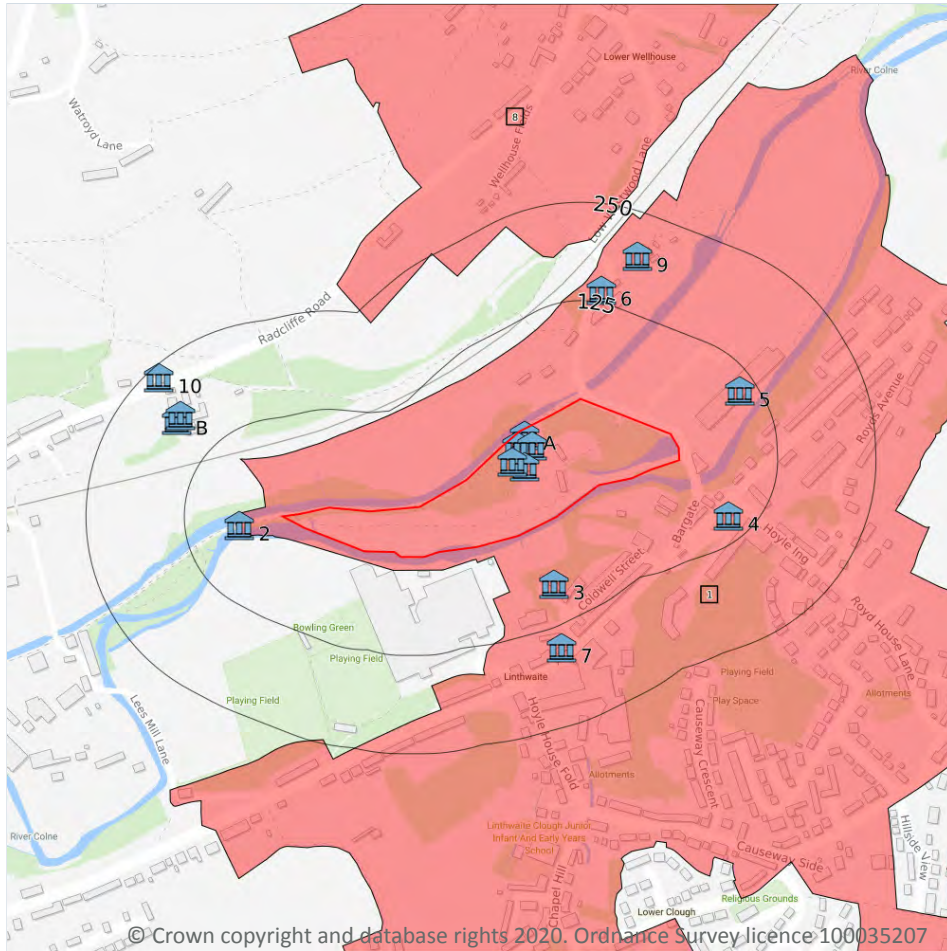 Lower Wellhouse
River Colne
Watroyd Lane
8
Wellhouse Fields
250
9
125
6
Radcliffe Road
10
B
5
Royds Avenue
A
2
Bargate
4
Hoyle Ing
3
Coldwell Street
1
Royd House Lane
Bowling Green
Playing Field
7
Linthwaite
Playing Field
Playing Field
Play Space
Allotments
Lees Mill Lane
Hoyle House Fold
Causeway Crescent
Allotments
River Colne
Linthwaite Clough Junior
Infant And Early Years
School
Hillside View
Causeway Side
Chapel Hill
Religious Grounds
Lower Clough
© Crown copyright and database rights 2020. Ordnance Survey licence 100035207